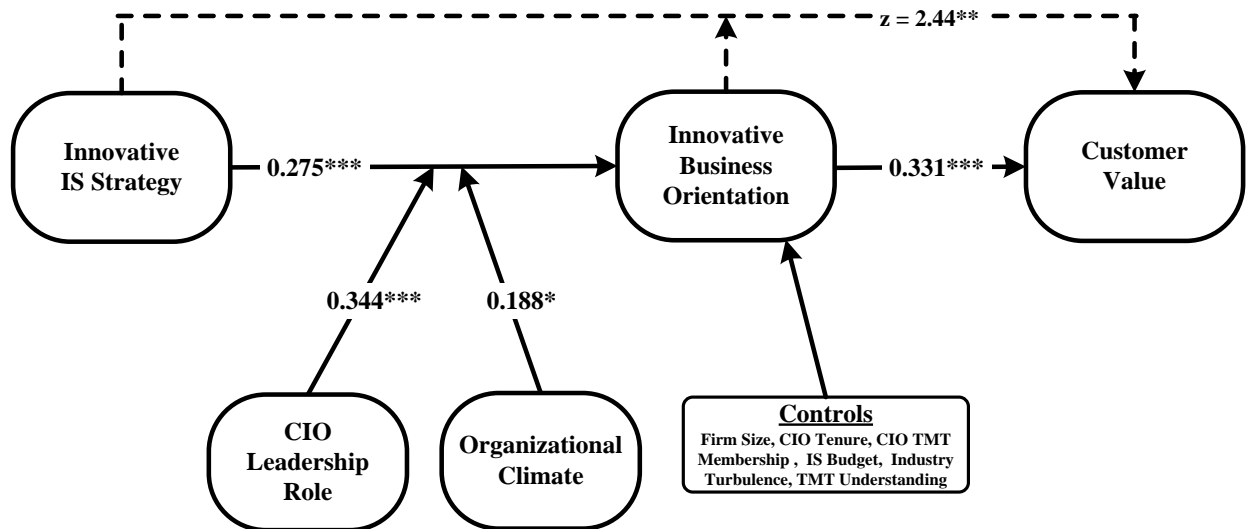 z = 2.44**
Innovative
IS Strategy
0.275***
Innovative
Business
Orientation
0.331***
Customer
Value
0.344***
0.188*
CIO
Leadership
Role
Organizational
Climate
Controls
Firm Size, CIO Tenure, CIO TMT
Membership , IS Budget, Industry
Turbulence, TMT Understanding